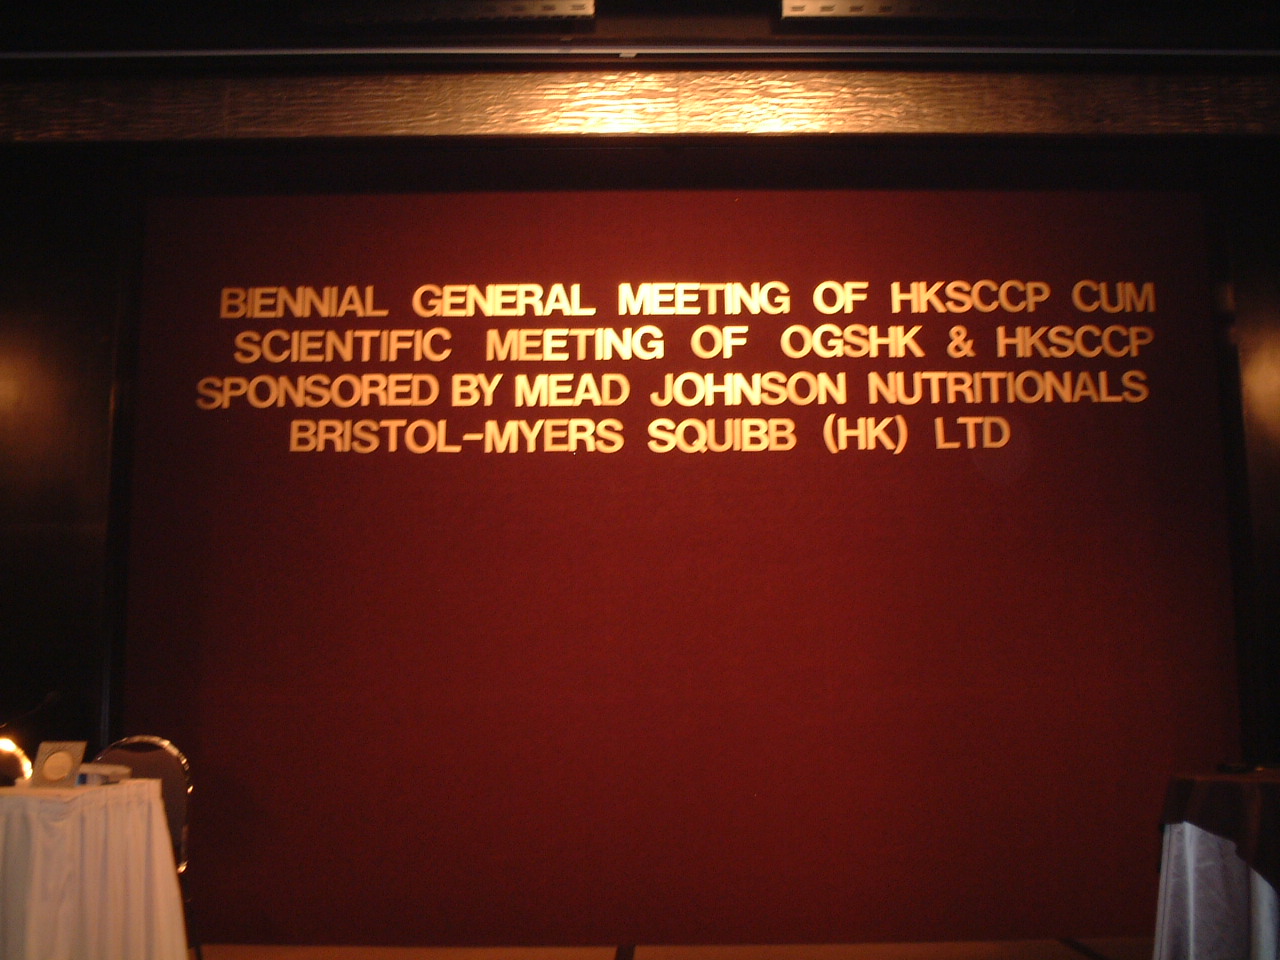 BIENNIAL GENERAL MEETING OF HKSCCP CUM
SCIENTIFIC MEETING OF OGSHK & HKSCCP
SPONSORED BY MEAD JOHNSON NUTRITIONALS
BRISTOL-MYERS SQUIBB (HK) LTD